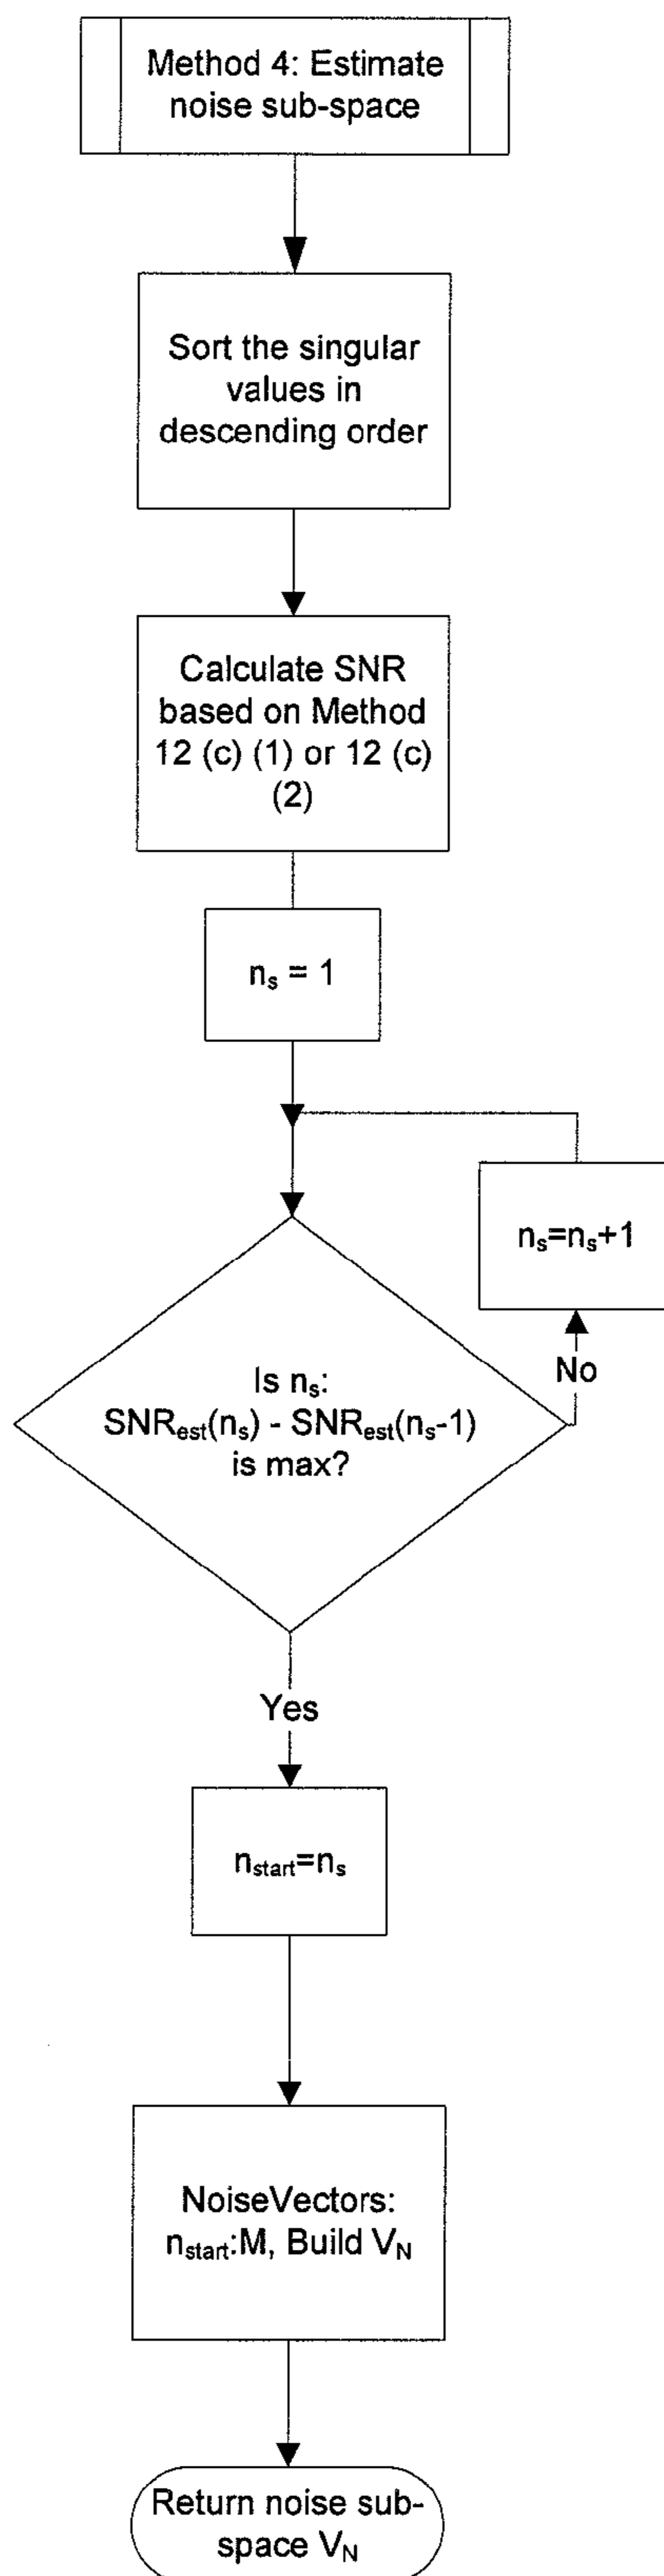 Method 4: Estimate
noise sub-space
Sort the singular
values in
descending order
Calculate SNR
based on Method
12 (c) (1) or 12 (c)
(2)
nₛ = 1
nₛ=nₛ+1
No
Is nₛ:
SNRₑₛₜ(nₛ) - SNRₑₛₜ(nₛ-1)
is max?
Yes
nₛₜₐᵣₜ=nₛ
NoiseVectors:
nₛₜₐᵣₜ:M, Build V_N
Return noise sub-
space V_N